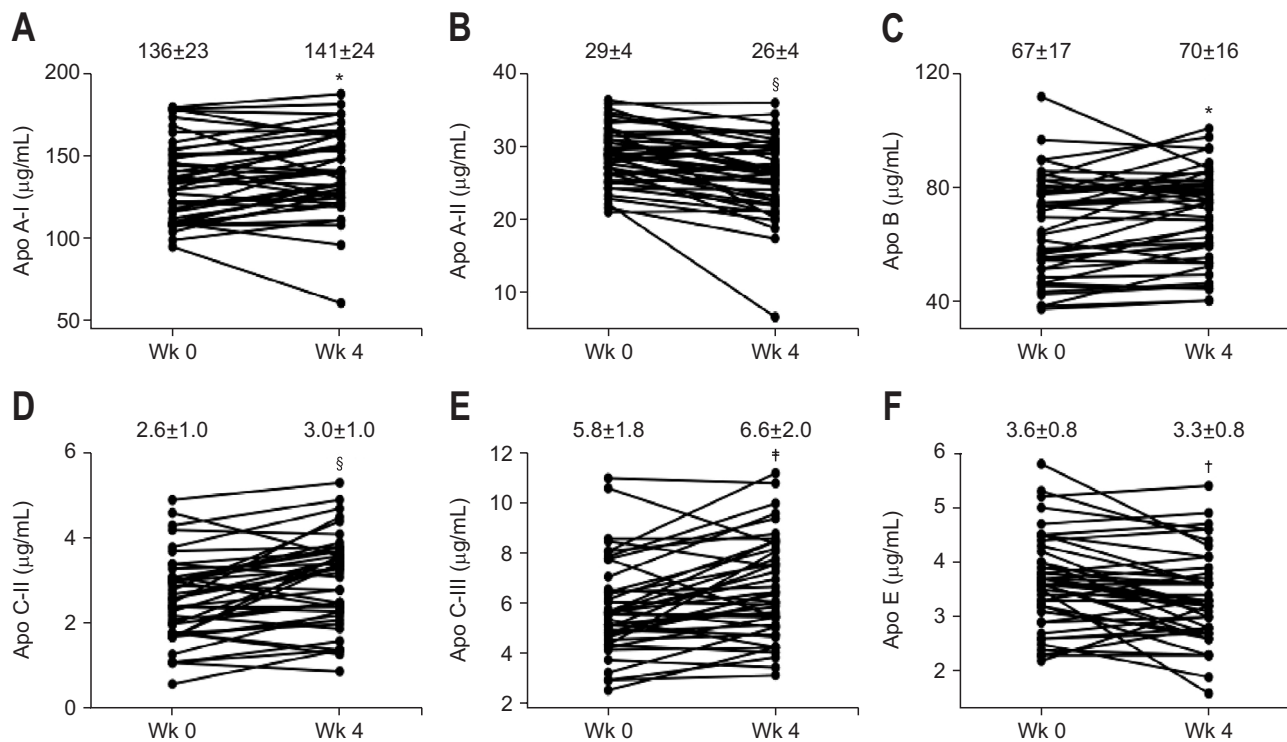 A
136±23 141±24
*
200
150
100
50
Apo A-I (μg/mL)
Wk 0 Wk 4
B
29±4 26±4
§
40
30
20
10
Apo A-II (μg/mL)
Wk 0 Wk 4
C
67±17 70±16
*
120
80
40
Apo B (μg/mL)
Wk 0 Wk 4
D
2.6±1.0 3.0±1.0
§
6
4
2
0
Apo C-II (μg/mL)
Wk 0 Wk 4
E
5.8±1.8 6.6±2.0
‡
12
10
8
6
4
2
Apo C-III (μg/mL)
Wk 0 Wk 4
F
3.6±0.8 3.3±0.8
†
6
5
4
3
2
Apo E (μg/mL)
Wk 0 Wk 4